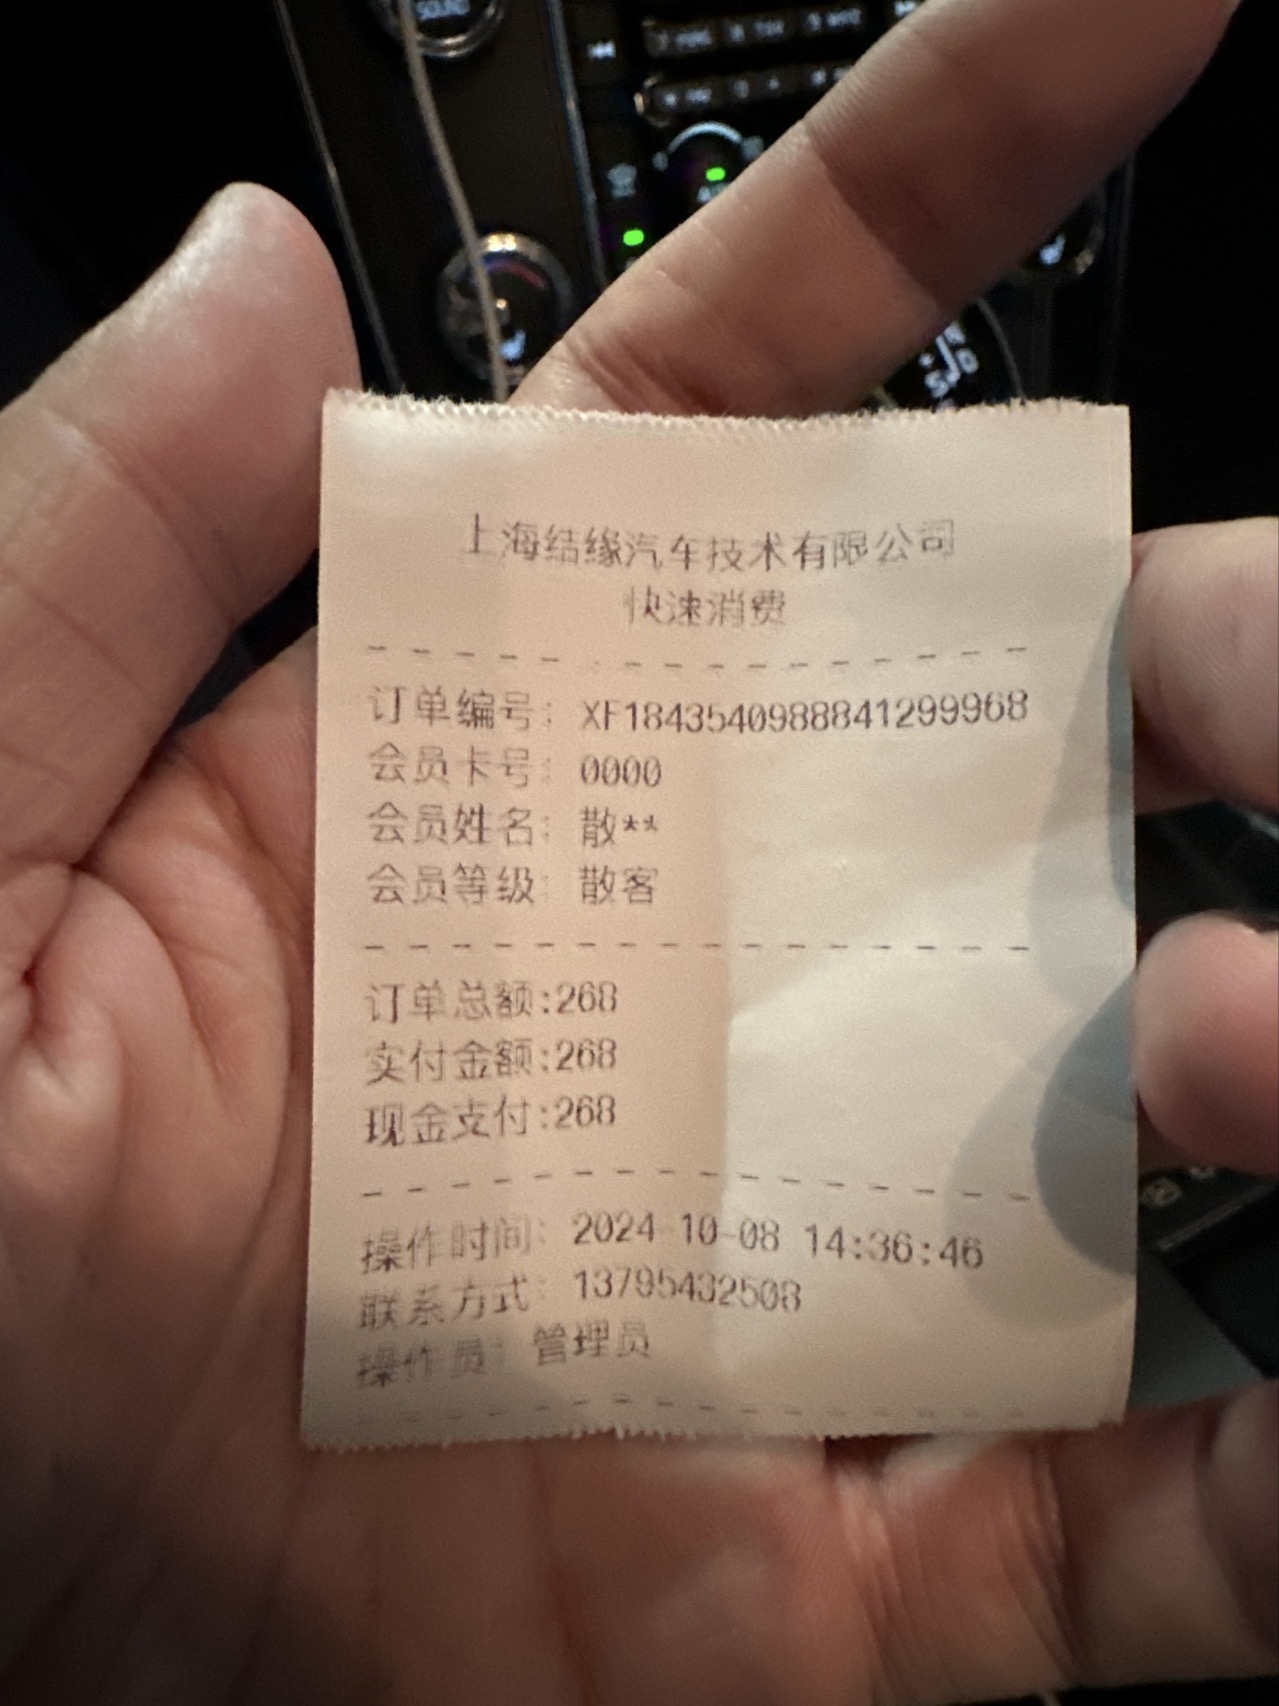 SOUND
上海结缘汽车技术有限公司
快速消费
订单编号: XF1843540988841299968
会员卡号: 0000
会员姓名: 散**
会员等级: 散客
订单总额:268
实付金额:268
现金支付:268
操作时间: 2024-10-08 14:36:46
联系方式: 13795432508
操作员: 管理员